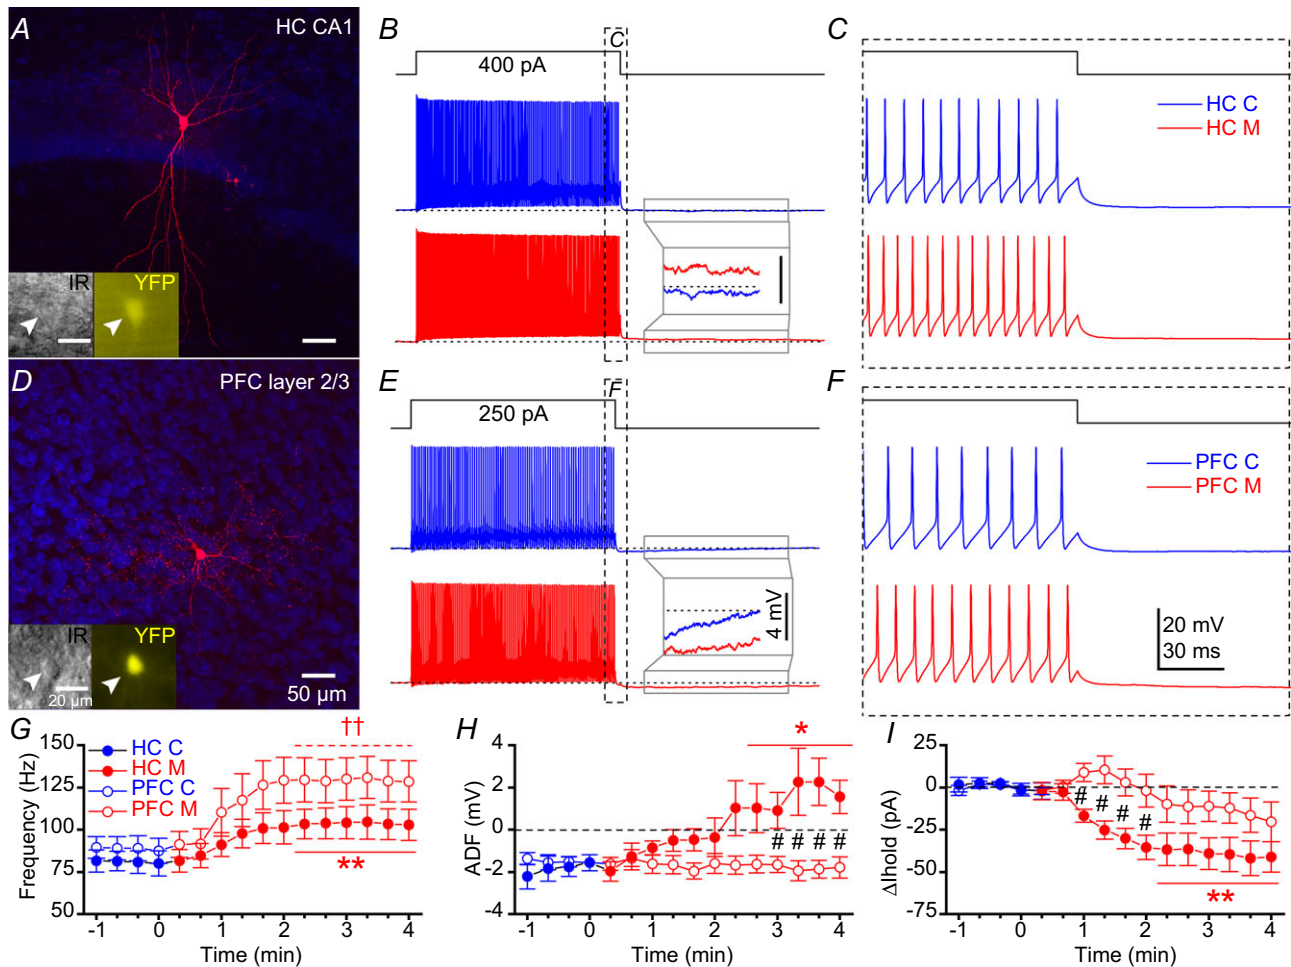 A
HC CA1
IR
YFP
B
C
400 pA
C
HC C
HC M
D
PFC layer 2/3
IR
YFP
20 µm
50 µm
E
F
250 pA
4 mV
F
PFC C
PFC M
20 mV
30 ms
G
HC C
HC M
PFC C
PFC M
††
**
150
125
100
75
50
Frequency (Hz)
-1 0 1 2 3 4
Time (min)
H
*
# # # #
4
2
0
-2
-4
ADF (mV)
-1 0 1 2 3 4
Time (min)
I
# # # #
**
25
0
-25
-50
-75
ΔIhold (pA)
-1 0 1 2 3 4
Time (min)